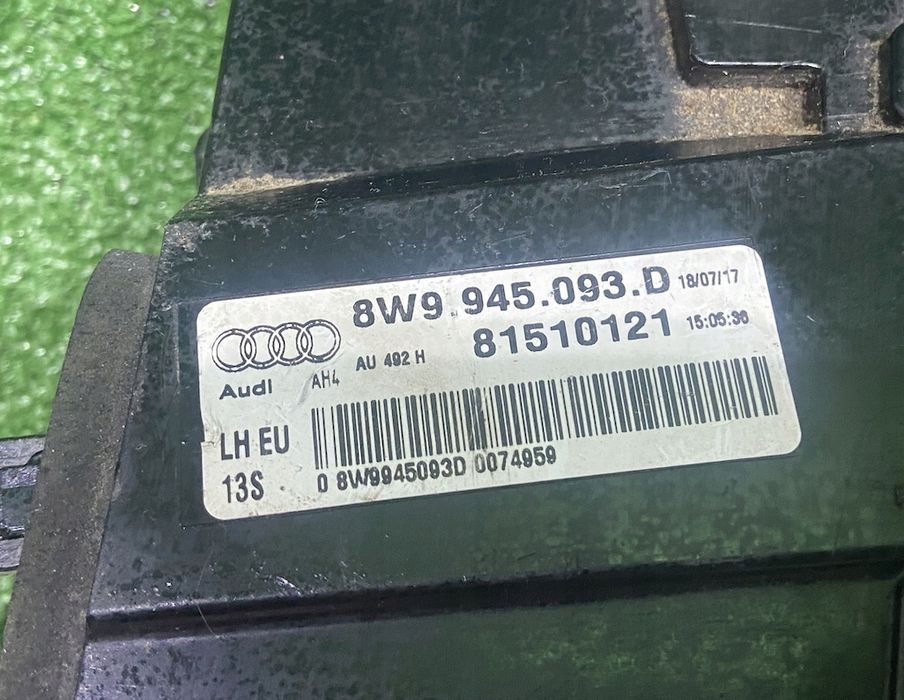 8W9 945.093.D 18/07/17
AU 492 H 81510121 15:05:36
Audi AH4
LH EU
13S
0 8W9945093D 0074959